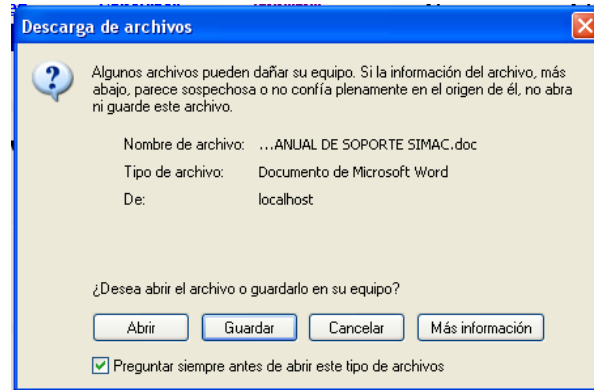 Descarga de archivos
Algunos archivos pueden dañar su equipo. Si la información del archivo, más
abajo, parece sospechosa o no confía plenamente en el origen de él, no abra
ni guarde este archivo.
Nombre de archivo: ...ANUAL DE SOPORTE SIMAC.doc
Tipo de archivo: Documento de Microsoft Word
De: localhost
¿Desea abrir el archivo o guardarlo en su equipo?
Abrir Guardar Cancelar Más información
Preguntar siempre antes de abrir este tipo de archivos